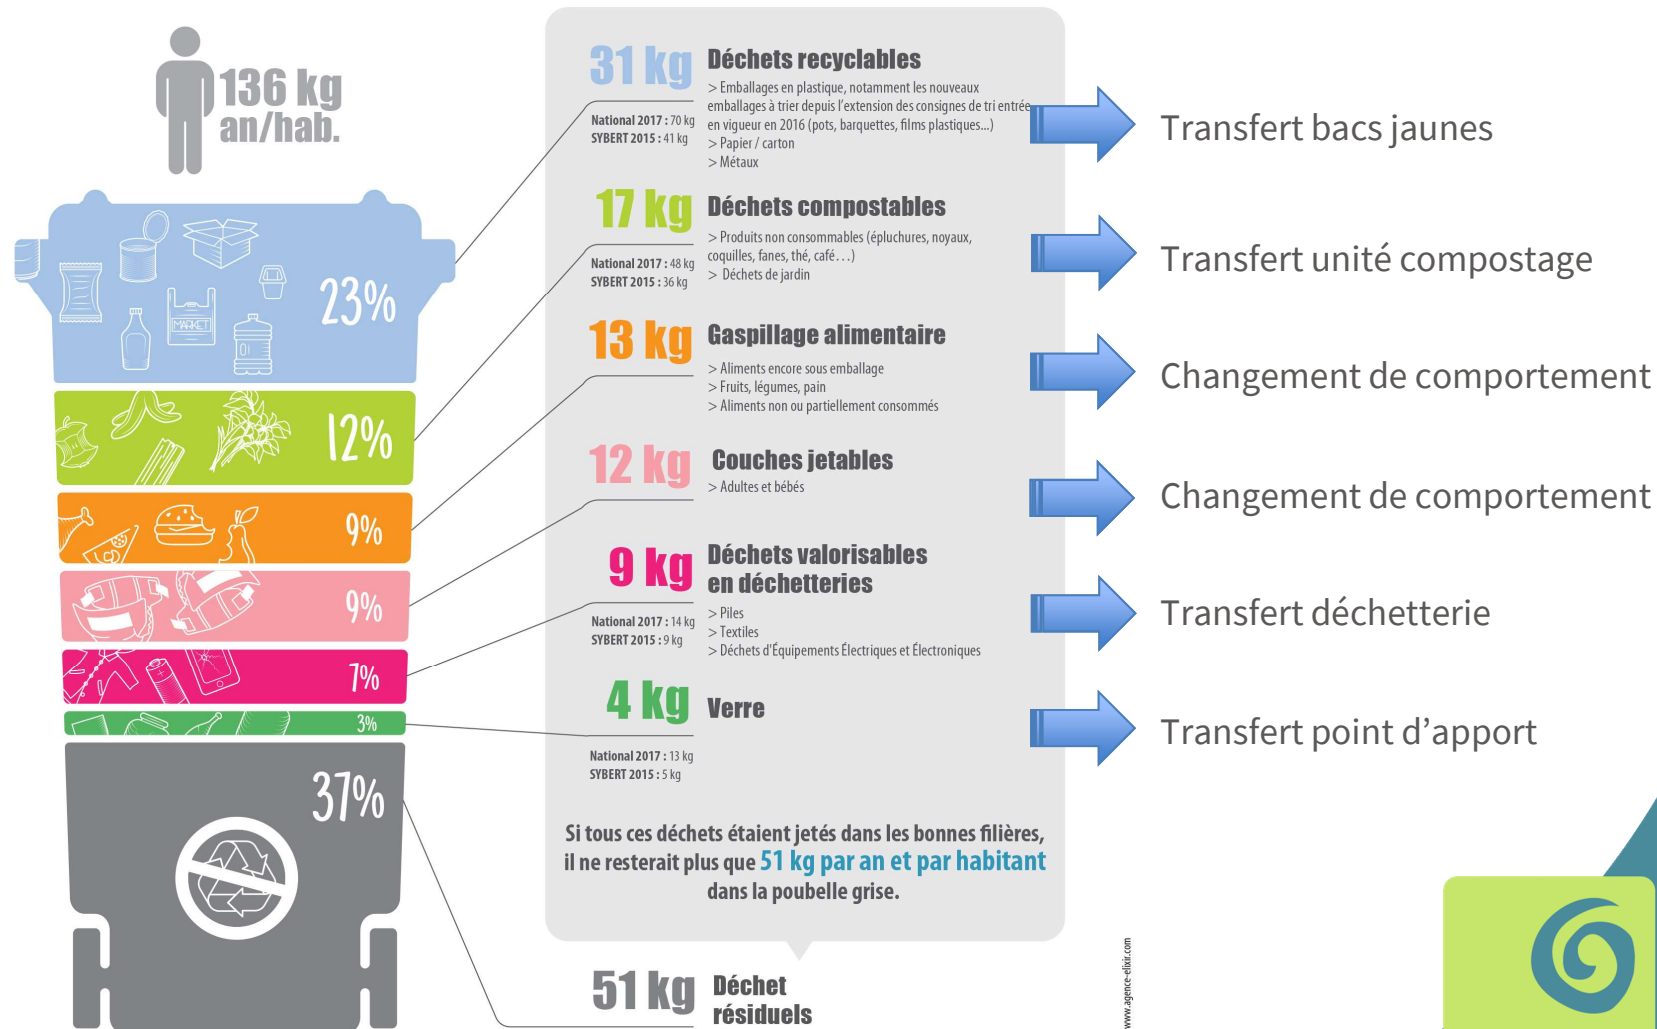 136 kg
an/hab.
23%
MARKET
12%
9%
9%
7%
3%
37%
31 kg
Déchets recyclables
> Emballages en plastique, notamment les nouveaux
emballages à trier depuis l'extension des consignes de tri entrée
en vigueur en 2016 (pots, barquettes, films plastiques...)
> Papier / carton
> Métaux
National 2017 : 70 kg
SYBERT 2015 : 41 kg
Transfert bacs jaunes
17 kg
Déchets compostables
> Produits non consommables (épluchures, noyaux,
coquilles, fanes, thé, café…)
> Déchets de jardin
National 2017 : 48 kg
SYBERT 2015 : 36 kg
Transfert unité compostage
13 kg
Gaspillage alimentaire
> Aliments encore sous emballage
> Fruits, légumes, pain
> Aliments non ou partiellement consommés
Changement de comportement
12 kg
Couches jetables
> Adultes et bébés
Changement de comportement
9 kg
Déchets valorisables
en déchetteries
> Piles
> Textiles
> Déchets d'Équipements Électriques et Électroniques
National 2017 : 14 kg
SYBERT 2015 : 9 kg
Transfert déchetterie
4 kg
Verre
National 2017 : 13 kg
SYBERT 2015 : 5 kg
Transfert point d'apport
Si tous ces déchets étaient jetés dans les bonnes filières,
il ne resterait plus que 51 kg par an et par habitant
dans la poubelle grise.
51 kg
Déchet
résiduels
www.agence-elixir.com